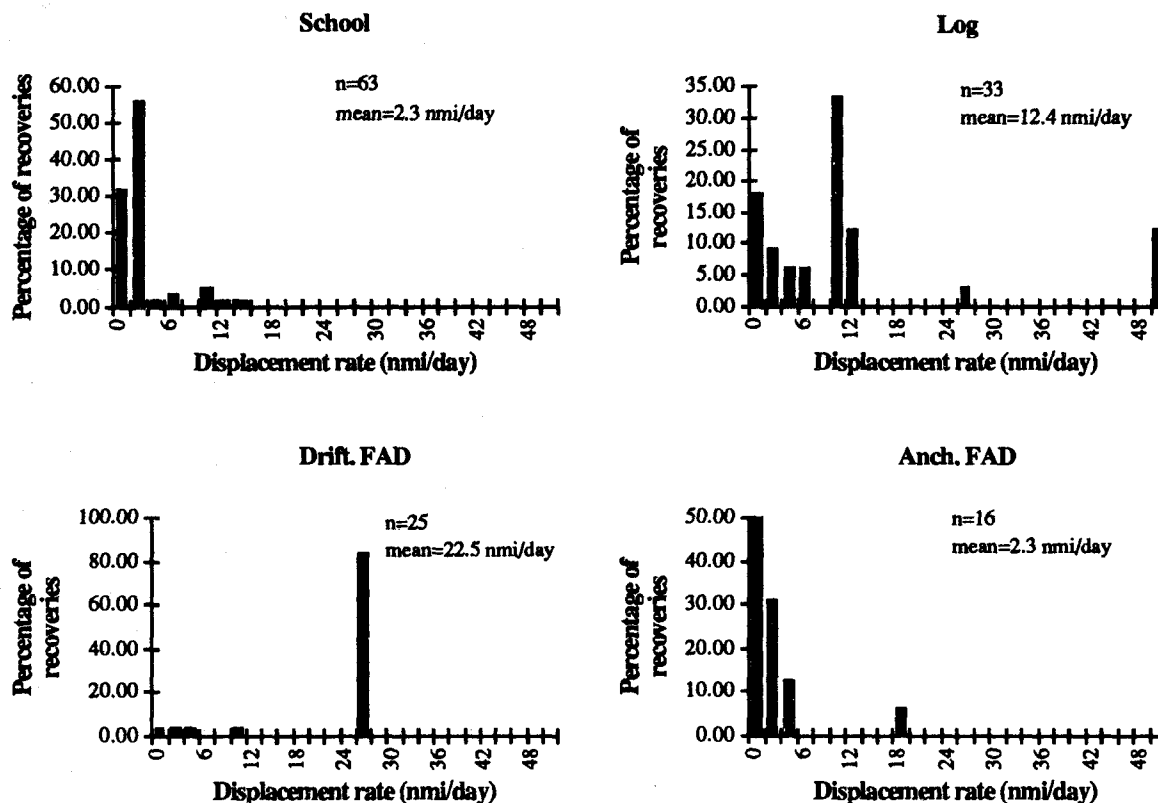 School
Percentage of recoveries
60.00
50.00
40.00
30.00
20.00
10.00
0.00
n=63
mean=2.3 nmi/day
0 6 12 18 24 30 36 42 48
Displacement rate (nmi/day)
Log
Percentage of
recoveries
35.00
30.00
25.00
20.00
15.00
10.00
5.00
0.00
n=33
mean=12.4 nmi/day
0 6 12 18 24 30 36 42 48
Displacement rate (nmi/day)
Drift. FAD
Percentage of
recoveries
100.00
80.00
60.00
40.00
20.00
0.00
n=25
mean=22.5 nmi/day
0 6 12 18 24 30 36 42 48
Displacement rate (nmi/day)
Anch. FAD
Percentage of
recoveries
50.00
40.00
30.00
20.00
10.00
0.00
n=16
mean=2.3 nmi/day
0 6 12 18 24 30 36 42 48
Displacement rate (nmi/day)